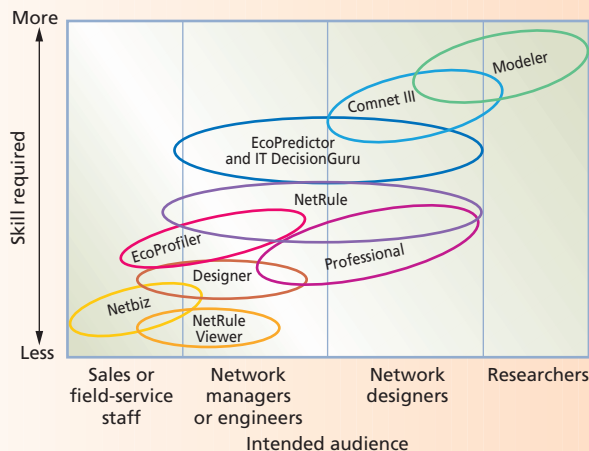 More
Modeler
Comnet III
EcoPredictor
and IT DecisionGuru
Skill required
NetRule
EcoProfiler
Professional
Designer
Netbiz
NetRule
Viewer
Less
Sales or
field-service
staff
Network
managers
or engineers
Network
designers
Researchers
Intended audience